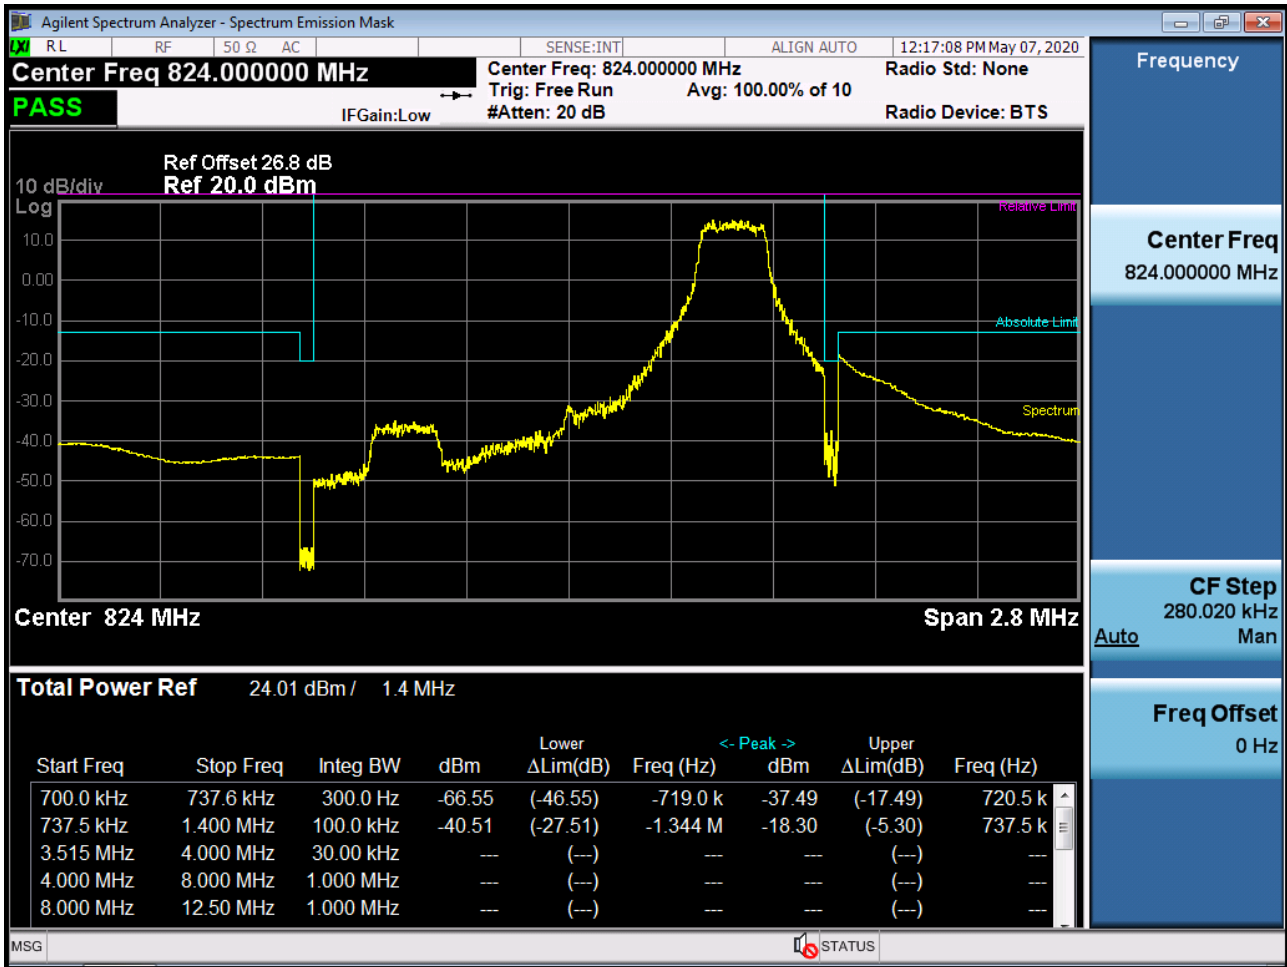 Agilent Spectrum Analyzer - Spectrum Emission Mask
LXI RL RF 50 Ω AC SENSE:INT ALIGN AUTO 12:17:08 PM May 07, 2020
Center Freq 824.000000 MHz
Center Freq: 824.000000 MHz Radio Std: None
Trig: Free Run Avg: 100.00% of 10
PASS
IFGain:Low #Atten: 20 dB Radio Device: BTS
Ref Offset 26.8 dB
10 dB/div Ref 20.0 dBm
Log
Relative Limit
10.0
0.00
-10.0
Absolute Limit
-20.0
-30.0
Spectrum
-40.0
-50.0
-60.0
-70.0
Center 824 MHz Span 2.8 MHz
Total Power Ref 24.01 dBm / 1.4 MHz
Lower <- Peak -> Upper
Start Freq Stop Freq Integ BW dBm ΔLim(dB) Freq (Hz) dBm ΔLim(dB) Freq (Hz)
700.0 kHz 737.6 kHz 300.0 Hz -66.55 (-46.55) -719.0 k -37.49 (-17.49) 720.5 k
737.5 kHz 1.400 MHz 100.0 kHz -40.51 (-27.51) -1.344 M -18.30 (-5.30) 737.5 k
3.515 MHz 4.000 MHz 30.00 kHz --- (---) --- --- (---) ---
4.000 MHz 8.000 MHz 1.000 MHz --- (---) --- --- (---) ---
8.000 MHz 12.50 MHz 1.000 MHz --- (---) --- --- (---) ---
MSG STATUS
Frequency
Center Freq
824.000000 MHz
CF Step
280.020 kHz
Auto Man
Freq Offset
0 Hz